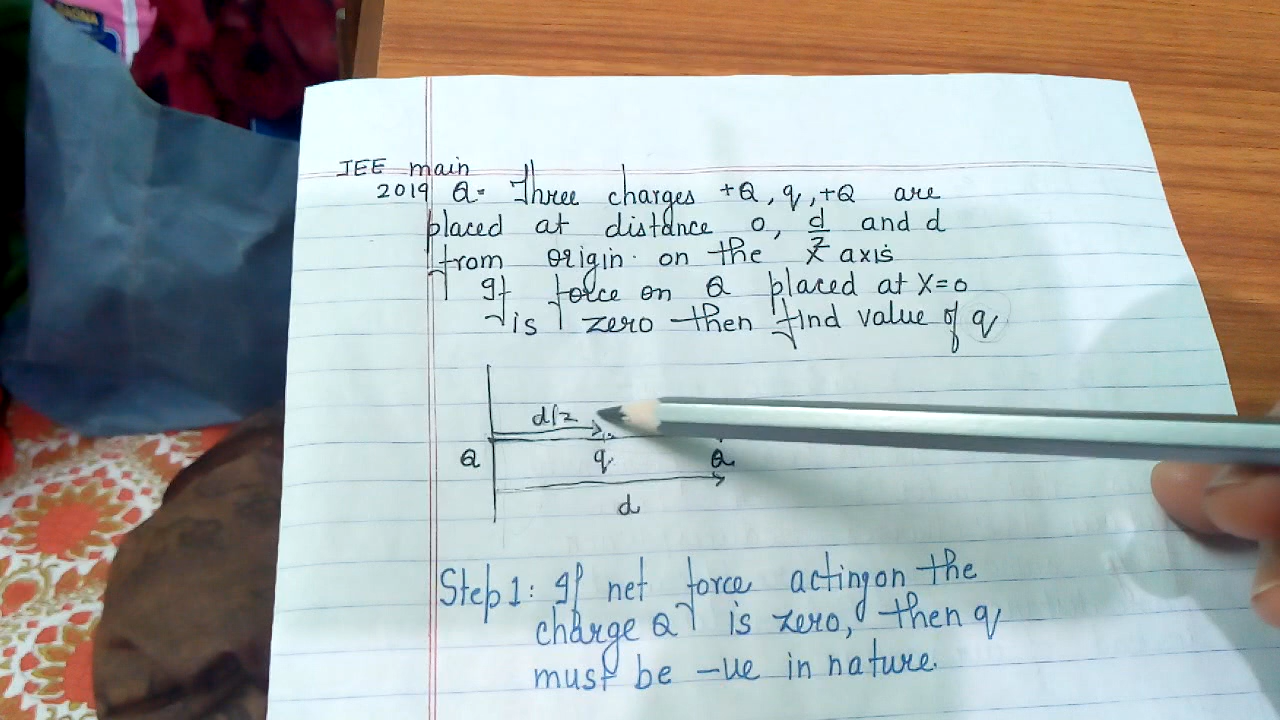 JEE main
2019 Q- Three charges +Q, q, +Q are
placed at distance 0, d/2 and d
from origin. on the X axis
If force on Q placed at X=0
is zero then find value of q
d/2
Q q Q
d
Step 1: If net force acting on the
charge Q is zero, then q
must be -ve in nature.